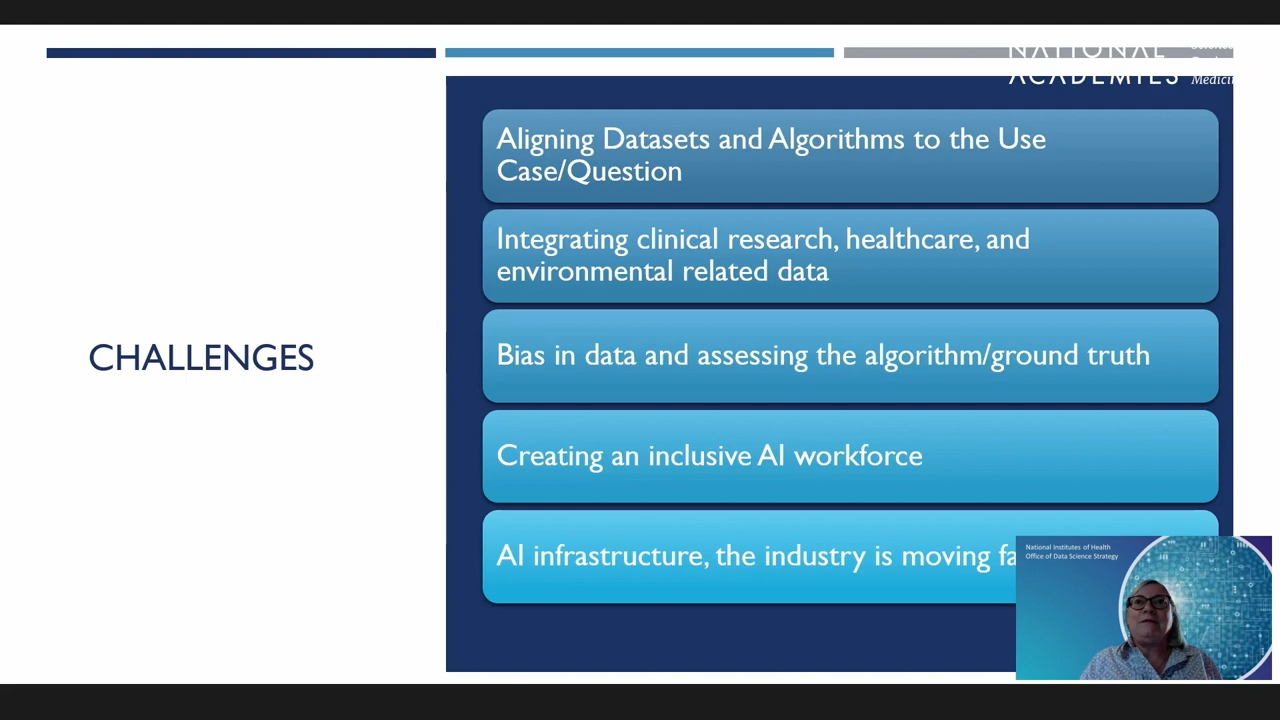 NATIONAL
ACADEMIES
CHALLENGES
Aligning Datasets and Algorithms to the Use
Case/Question
Integrating clinical research, healthcare, and
environmental related data
Bias in data and assessing the algorithm/ground truth
Creating an inclusive AI workforce
AI infrastructure, the industry is moving
National Institutes of Health
Office of Data Science Strategy